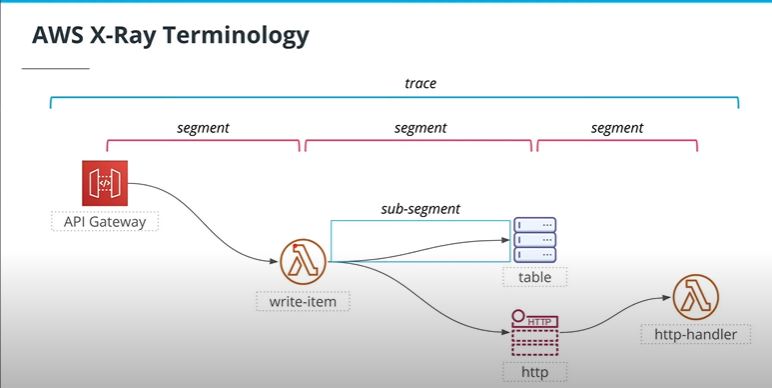 AWS X-Ray Terminology
trace
segment
segment
segment
sub-segment
API Gateway
write-item
table
HTTP
http
http-handler